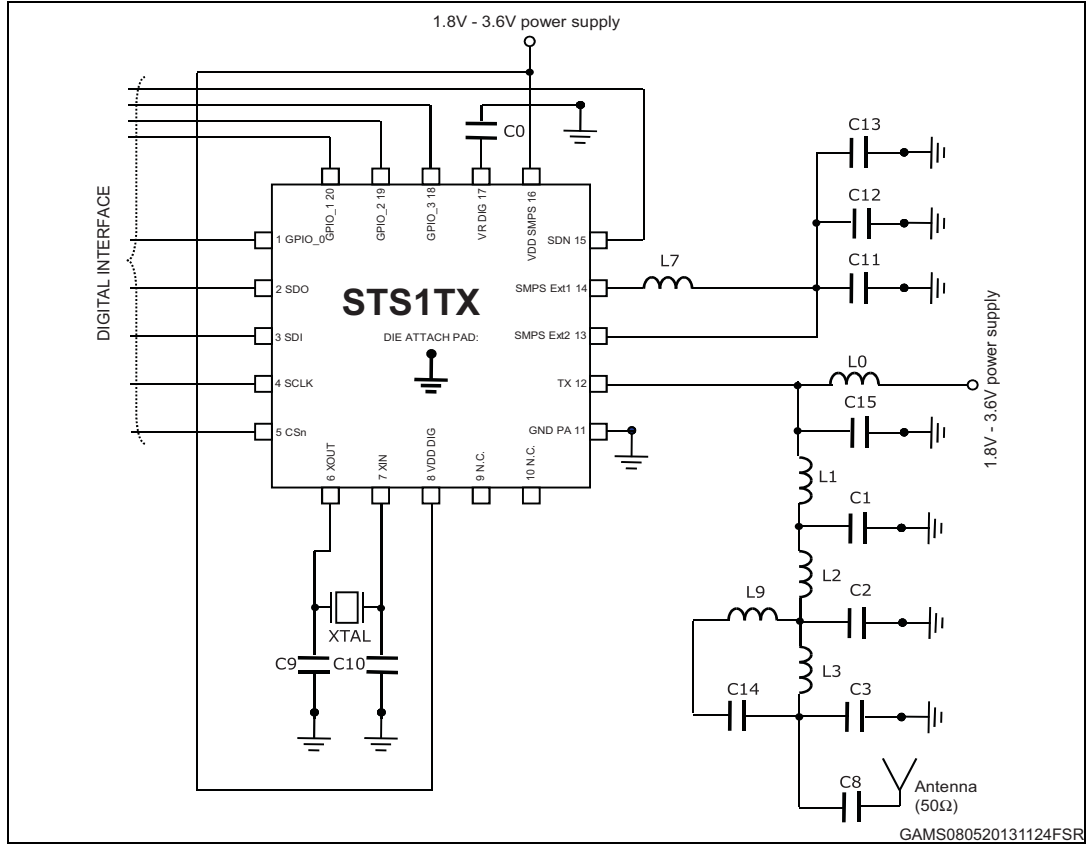 1.8V - 3.6V power supply
C0
C13
C12
C11
DIGITAL INTERFACE
GPIO_1 20
GPIO_2 19
GPIO_3 18
VR DIG 17
VDD SMPS 16
1 GPIO_0
2 SDO
3 SDI
4 SCLK
5 CSn
SDN 15
SMPS Ext1 14
SMPS Ext2 13
TX 12
GND PA 11
STS1TX
DIE ATTACH PAD:
6 XOUT
7 XIN
8 VDD DIG
9 N.C.
10 N.C.
L7
L0
1.8V - 3.6V power supply
C15
L1
C1
L2
C2
L9
L3
C14
C3
XTAL
C9
C10
C8
Antenna
(50Ω)
GAMS080520131124FSR